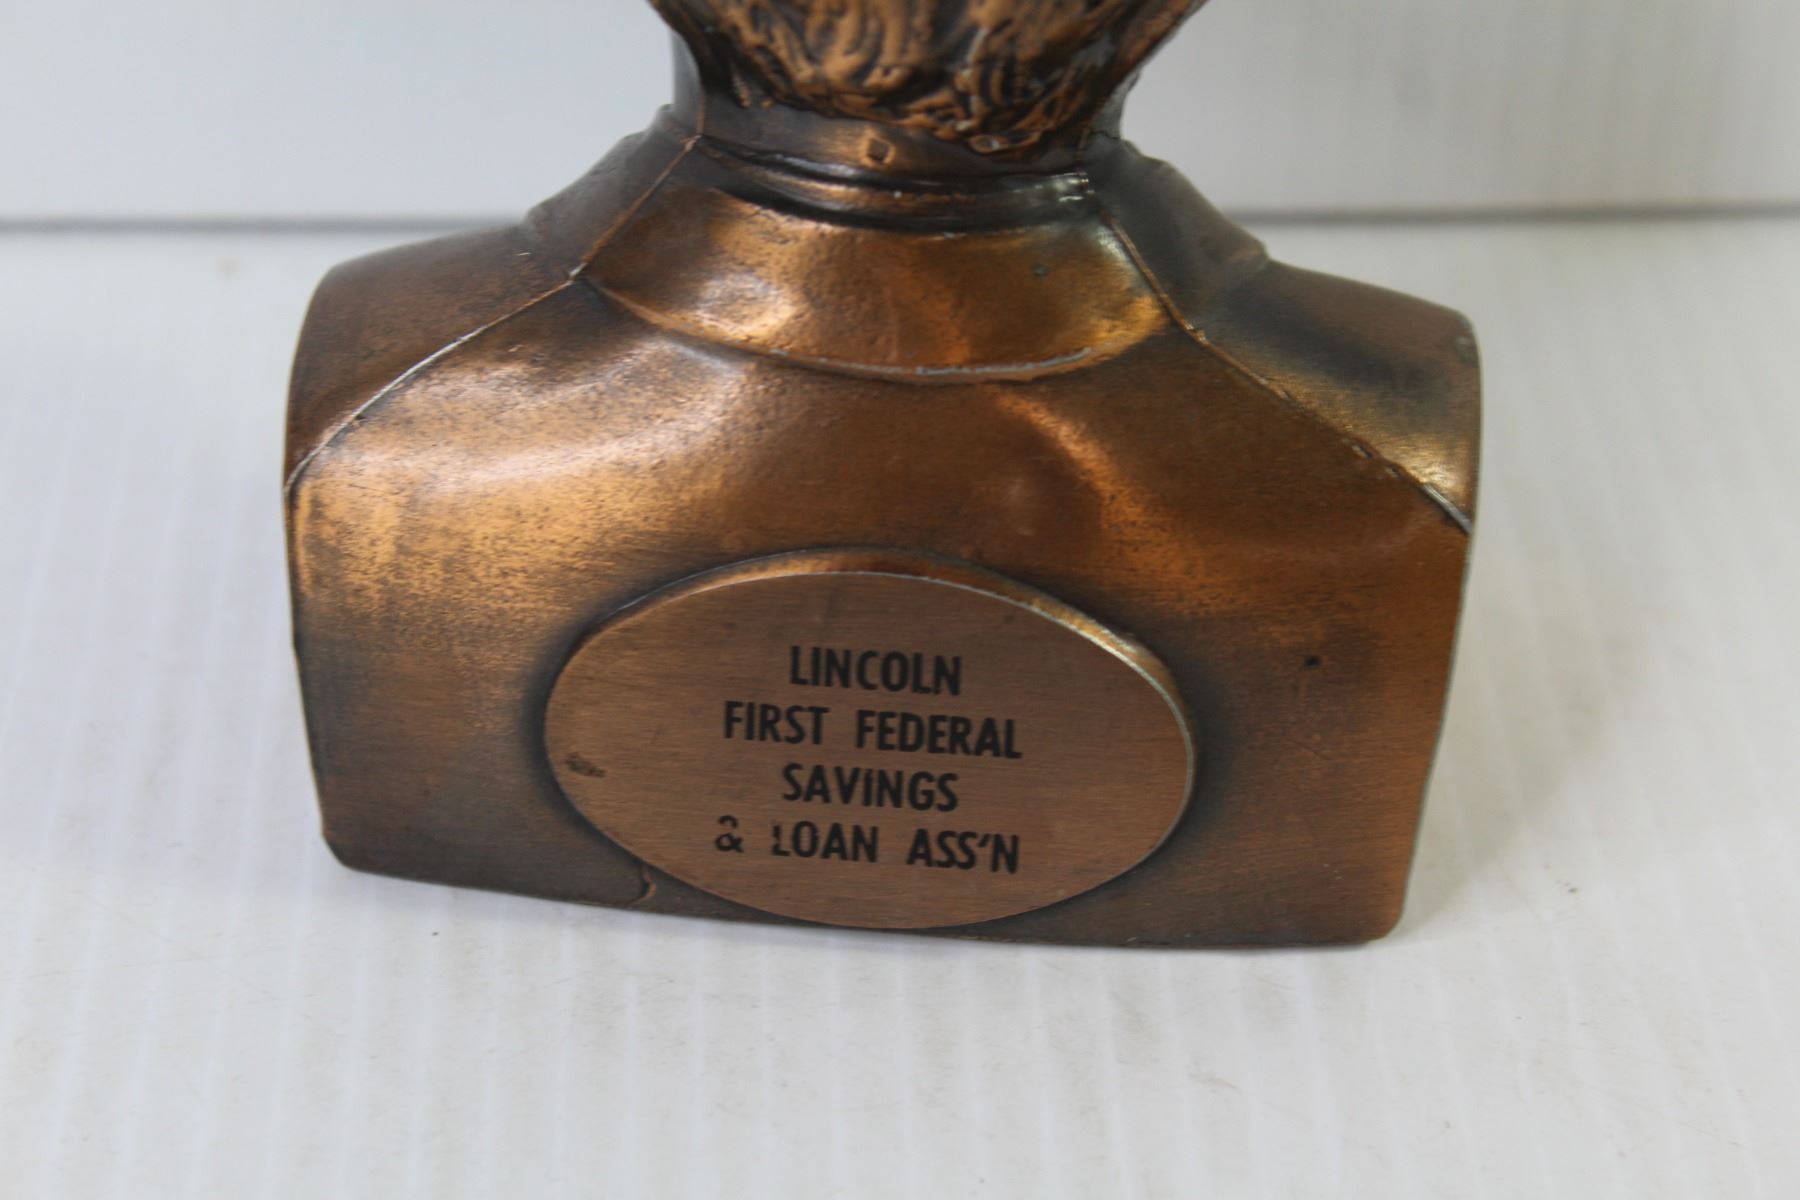 LINCOLN
FIRST FEDERAL
SAVINGS
& LOAN ASS'N